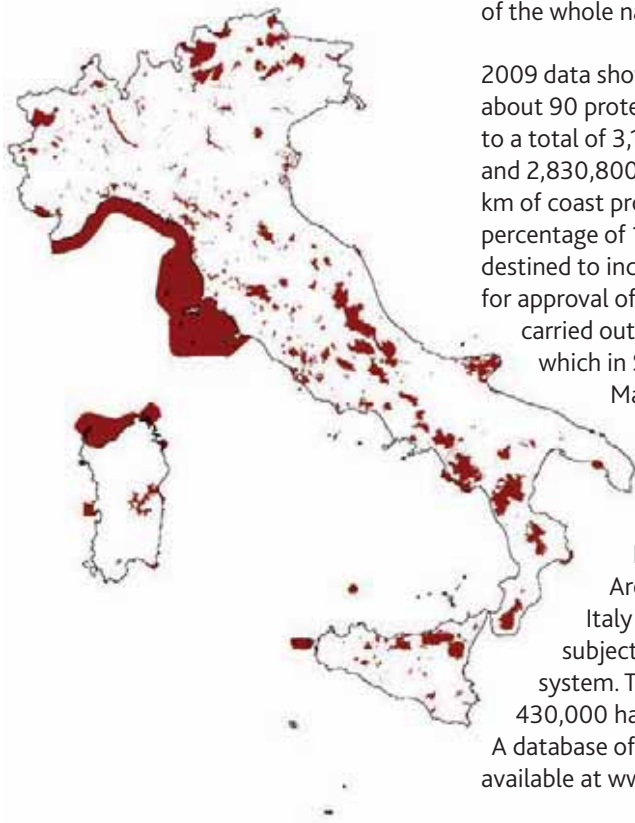 of the whole na
2009 data sho
about 90 prote
to a total of 3,1
and 2,830,800
km of coast pre
percentage of 1
destined to inc
for approval of
carried out
which in S
Ma
Are
Italy
subject
system. T
430,000 ha
A database of
available at ww